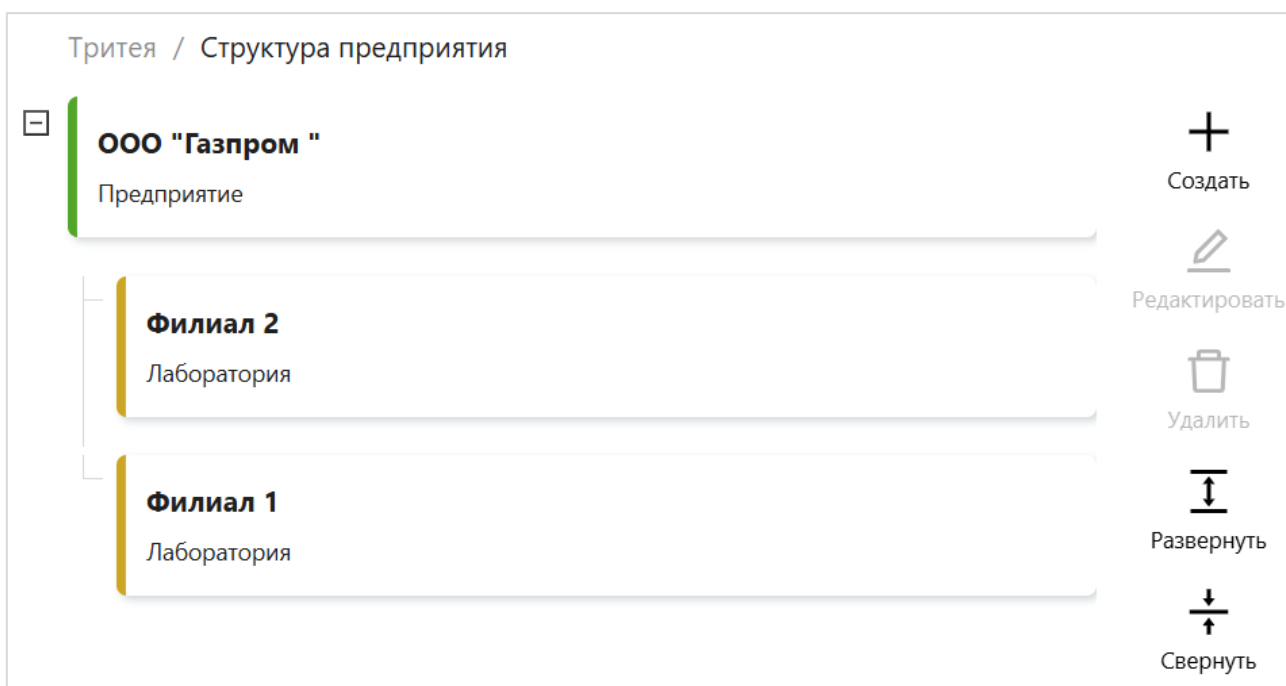 Тритея / Структура предприятия
ООО "Газпром "
Предприятие
Филиал 2
Лаборатория
Филиал 1
Лаборатория
Создать
Редактировать
Удалить
Развернуть
Свернуть